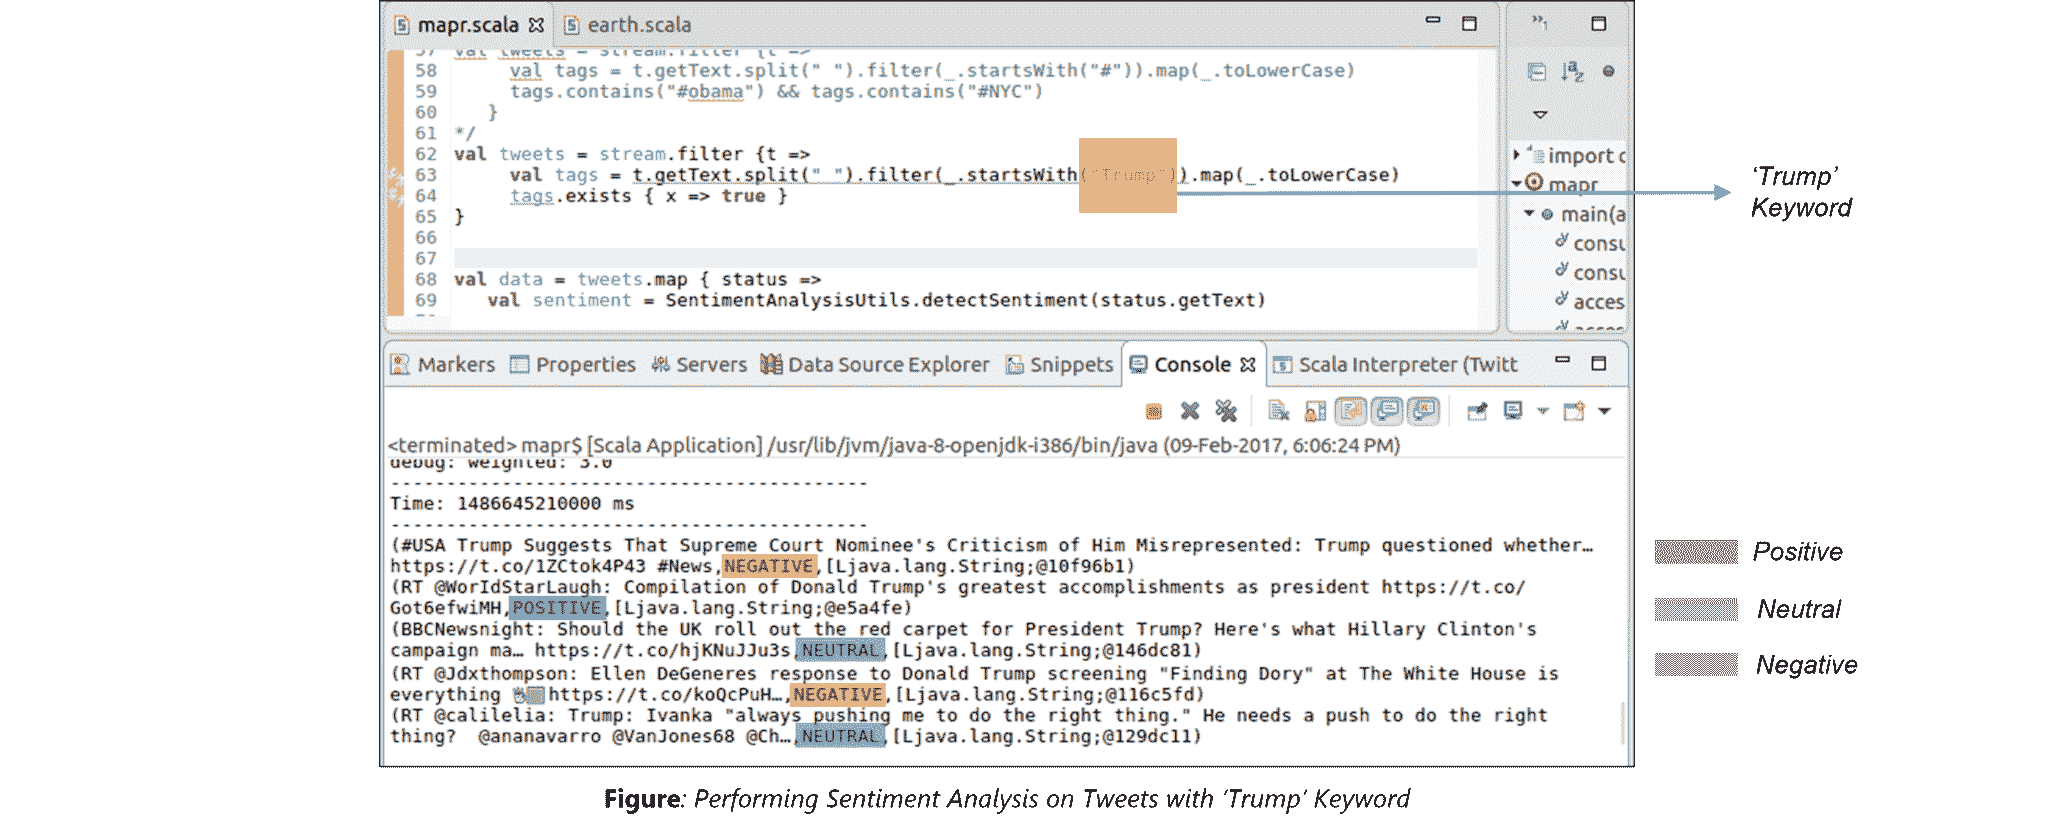 mapr.scala
earth.scala
57 val tweets = stream.filter {t =>
58 val tags = t.getText.split(" ").filter(_.startsWith("#")).map(_.toLowerCase)
59 tags.contains("#obama") && tags.contains("#NYC")
60 }
61 */
62 val tweets = stream.filter {t =>
63 val tags = t.getText.split(" ").filter(_.startsWith("Trump")).map(_.toLowerCase)
64 tags.exists { x => true }
65 }
66
67
68 val data = tweets.map { status =>
69 val sentiment = SentimentAnalysisUtils.detectSentiment(status.getText)
import c
mapr
main(a
consu
consu
acces
acces
'Trump'
Keyword
Markers Properties Servers Data Source Explorer Snippets Console Scala Interpreter (Twitt
<terminated> mapr$ [Scala Application] /usr/lib/jvm/java-8-openjdk-i386/bin/java (09-Feb-2017, 6:06:24 PM)
debug: weighted: 3.0
-------------------------------------------
Time: 1486645210000 ms
-------------------------------------------
(#USA Trump Suggests That Supreme Court Nominee's Criticism of Him Misrepresented: Trump questioned whether…
https://t.co/1ZCtok4P43 #News,NEGATIVE,[Ljava.lang.String;@10f96b1)
(RT @WorIdStarLaugh: Compilation of Donald Trump's greatest accomplishments as president https://t.co/
Got6efwiMH,POSITIVE,[Ljava.lang.String;@e5a4fe)
(BBCNewsnight: Should the UK roll out the red carpet for President Trump? Here's what Hillary Clinton's
campaign ma… https://t.co/hjKNuJJu3s,NEUTRAL,[Ljava.lang.String;@146dc81)
(RT @Jdxthompson: Ellen DeGeneres response to Donald Trump screening "Finding Dory" at The White House is
everything https://t.co/koQcPuH…,NEGATIVE,[Ljava.lang.String;@116c5fd)
(RT @calilelia: Trump: Ivanka "always pushing me to do the right thing." He needs a push to do the right
thing? @ananavarro @VanJones68 @Ch…,NEUTRAL,[Ljava.lang.String;@129dc11)
Positive
Neutral
Negative
Figure: Performing Sentiment Analysis on Tweets with 'Trump' Keyword